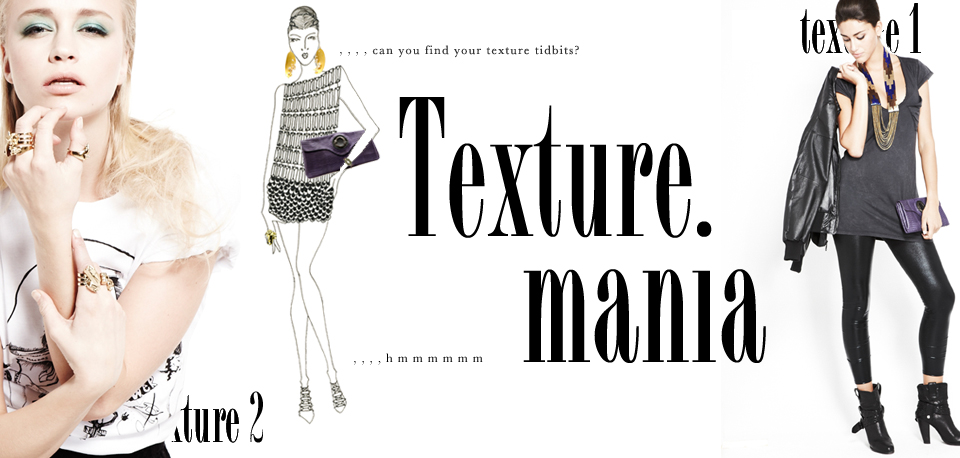 , , , , can you find your texture tidbits?
Texture.
mania
, , , , h m m m m m m
texture 1
xture 2